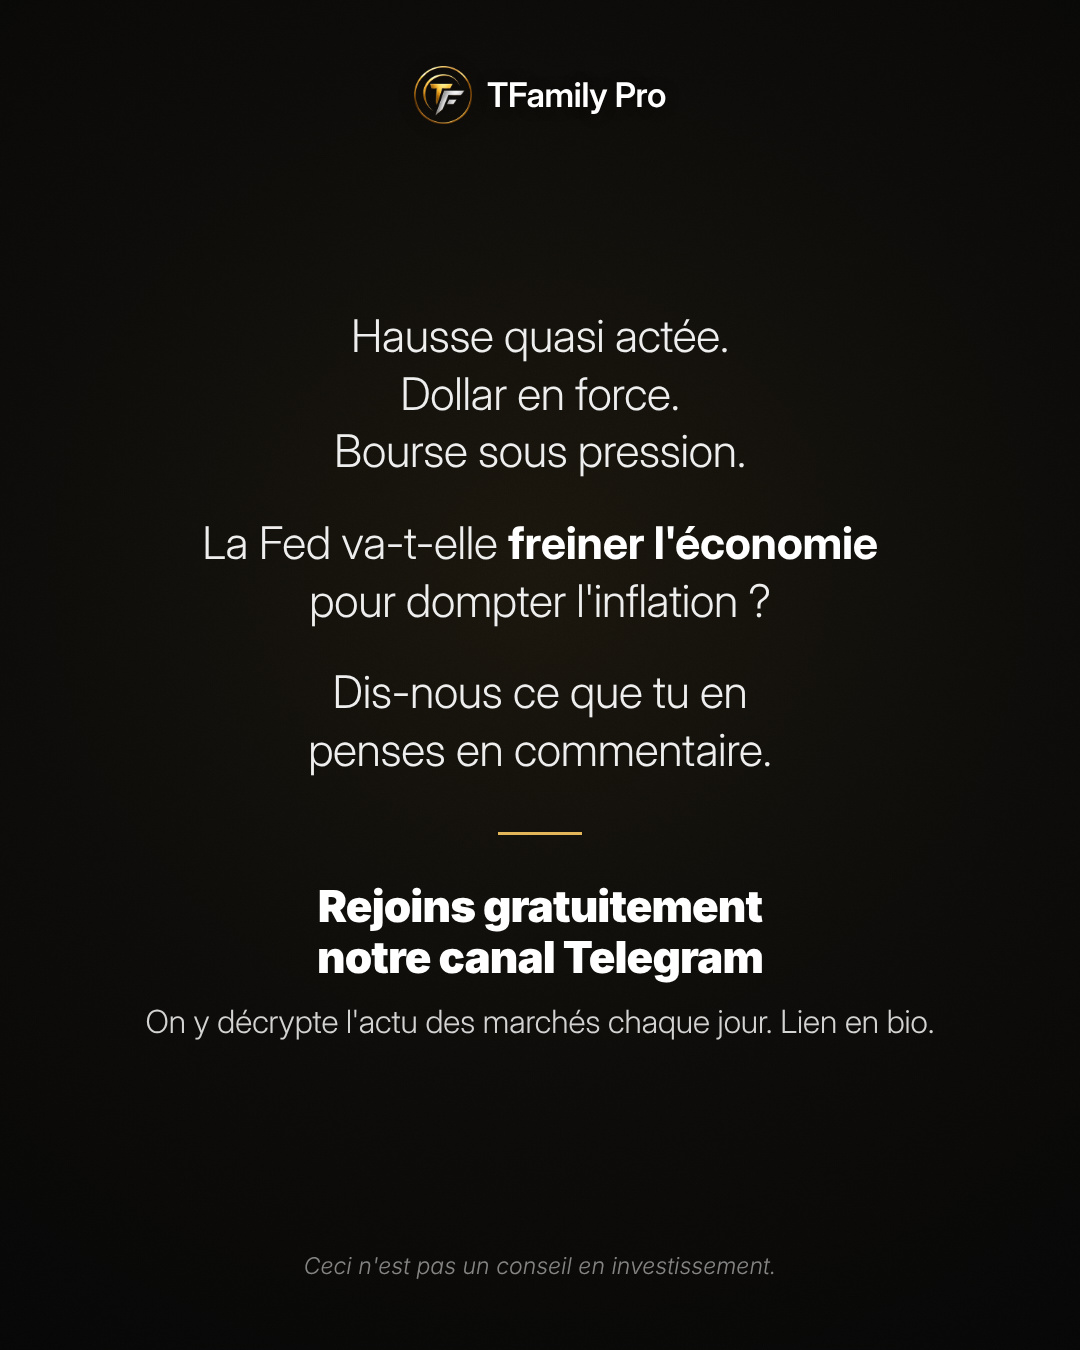 TF TFamily Pro
Hausse quasi actée.
Dollar en force.
Bourse sous pression.
La Fed va-t-elle freiner l'économie
pour dompter l'inflation ?
Dis-nous ce que tu en
penses en commentaire.
Rejoins gratuitement
notre canal Telegram
On y décrypte l'actu des marchés chaque jour. Lien en bio.
Ceci n'est pas un conseil en investissement.